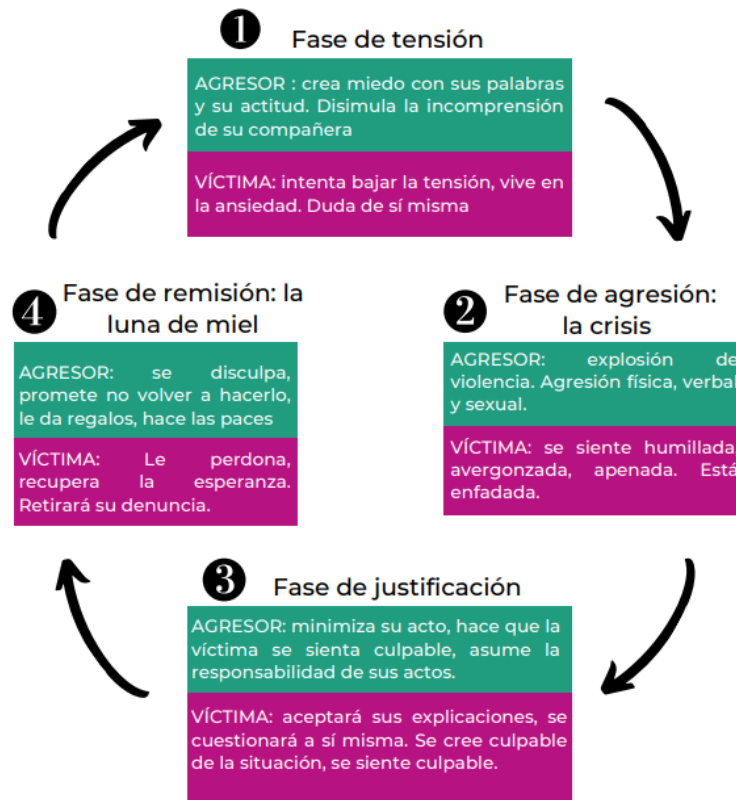 1 Fase de tensión
AGRESOR : crea miedo con sus palabras
y su actitud. Disimula la incomprensión
de su compañera
VÍCTIMA: intenta bajar la tensión, vive en
la ansiedad. Duda de sí misma
2 Fase de agresión:
la crisis
AGRESOR: explosión de
violencia. Agresión física, verbal
y sexual.
VÍCTIMA: se siente humillada,
avergonzada, apenada. Está
enfadada.
3 Fase de justificación
AGRESOR: minimiza su acto, hace que la
víctima se sienta culpable, asume la
responsabilidad de sus actos.
VÍCTIMA: aceptará sus explicaciones, se
cuestionará a sí misma. Se cree culpable
de la situación, se siente culpable.
4 Fase de remisión: la
luna de miel
AGRESOR: se disculpa,
promete no volver a hacerlo,
le da regalos, hace las paces
VÍCTIMA: Le perdona,
recupera la esperanza.
Retirará su denuncia.